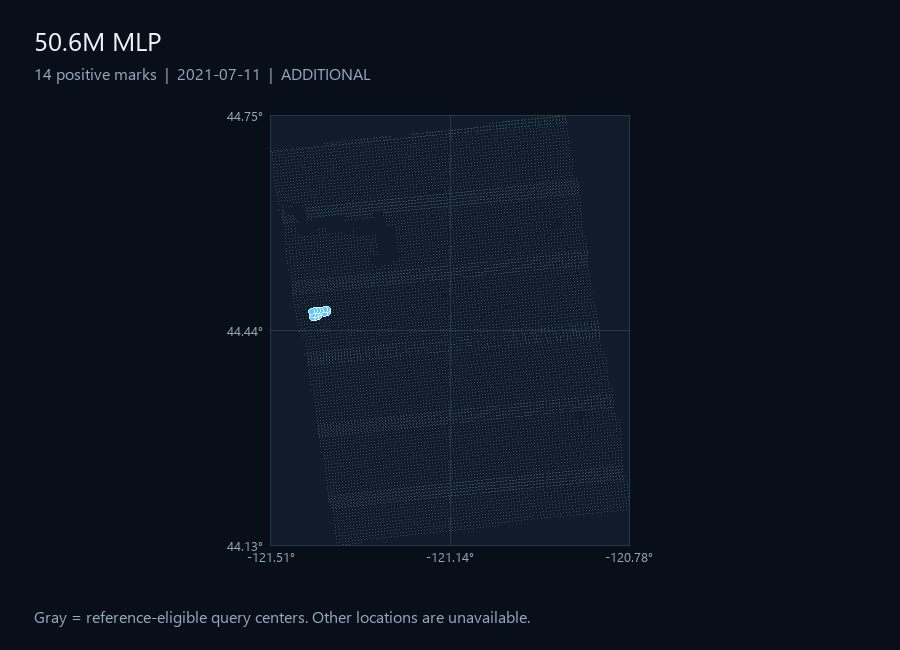 50.6M MLP
14 positive marks | 2021-07-11 | ADDITIONAL
44.75°
44.44°
44.13°
-121.51°
-121.14°
-120.78°
Gray = reference-eligible query centers. Other locations are unavailable.